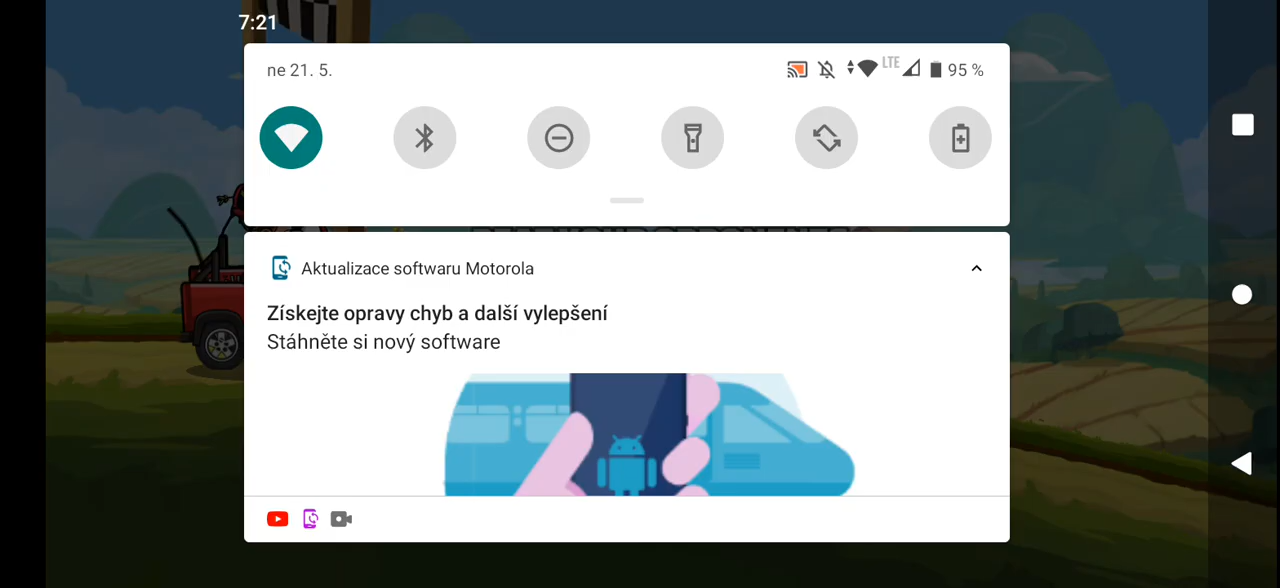 7:21
ne 21. 5.
LTE
95 %
Aktualizace softwaru Motorola
Získejte opravy chyb a další vylepšení
Stáhněte si nový software